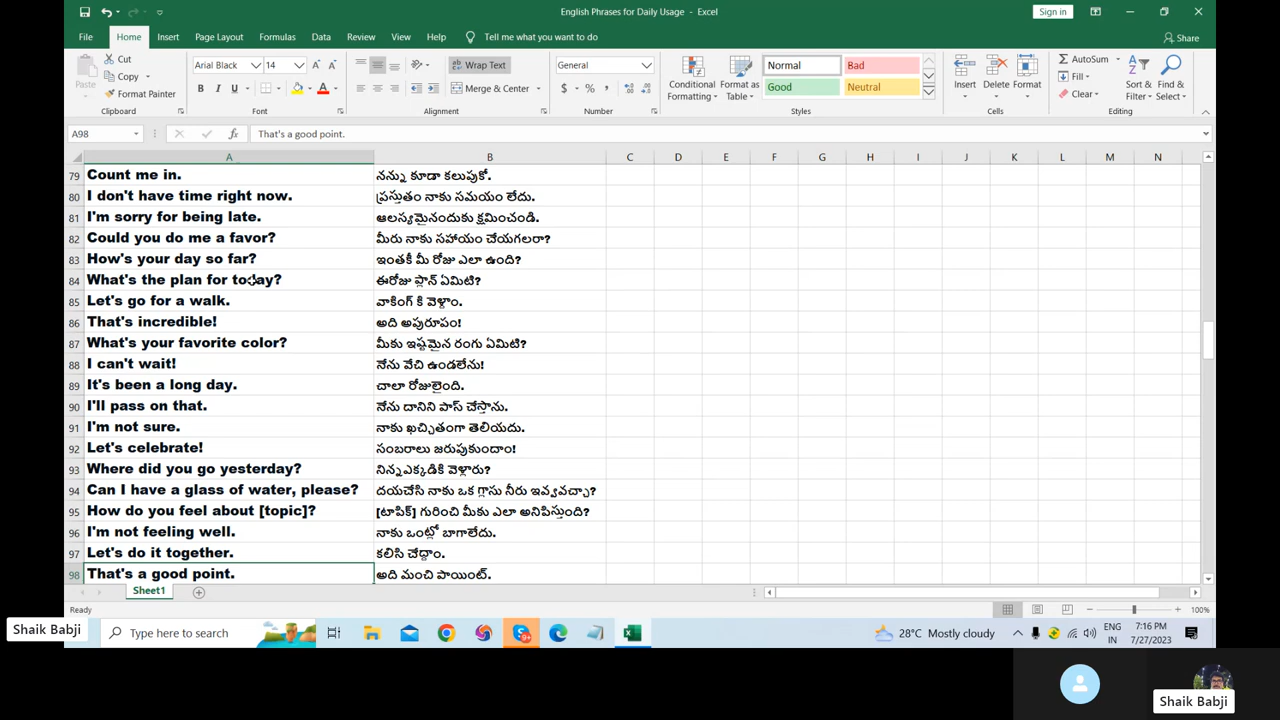 English Phrases for Daily Usage - Excel
Sign in
File Home Insert Page Layout Formulas Data Review View Help Tell me what you want to do Share
Paste Cut Copy Format Painter Clipboard
Arial Black 14 B I U A Font
Wrap Text Merge & Center Alignment
General $ % , Number
Conditional Formatting Format as Table Normal Bad Good Neutral Styles
Insert Delete Format Cells
AutoSum Fill Clear Sort & Filter Find & Select Editing
A98 fx That's a good point.
A B C D E F G H I J K L M N
79 Count me in. నన్ను కూడా కలుపుకో.
80 I don't have time right now. ప్రస్తుతం నాకు సమయం లేదు.
81 I'm sorry for being late. ఆలస్యమైనందుకు క్షమించండి.
82 Could you do me a favor? మీరు నాకు సహాయం చేయగలరా?
83 How's your day so far? ఇంతకీ మీ రోజు ఎలా ఉంది?
84 What's the plan for today? ఈరోజు ప్లాన్ ఏమిటి?
85 Let's go for a walk. వాకింగ్ కి వెళ్దాం.
86 That's incredible! అది అపురూపం!
87 What's your favorite color? మీకు ఇష్టమైన రంగు ఏమిటి?
88 I can't wait! నేను వేచి ఉండలేను!
89 It's been a long day. చాలా రోజులైంది.
90 I'll pass on that. నేను దానిని పాస్ చేస్తాను.
91 I'm not sure. నాకు ఖచ్చితంగా తెలియదు.
92 Let's celebrate! సంబరాలు జరుపుకుందాం!
93 Where did you go yesterday? నిన్నఎక్కడికి వెళ్లారు?
94 Can I have a glass of water, please? దయచేసి నాకు ఒక గ్లాసు నీరు ఇవ్వవచ్చా?
95 How do you feel about [topic]? [టాపిక్] గురించి మీకు ఎలా అనిపిస్తుంది?
96 I'm not feeling well. నాకు ఒంట్లో బాగాలేదు.
97 Let's do it together. కలిసి చేద్దాం.
98 That's a good point. అది మంచి పాయింట్.
Sheet1
Ready 100%
Shaik Babji
Type here to search 28°C Mostly cloudy ENG IN 7:16 PM 7/27/2023
Shaik Babji